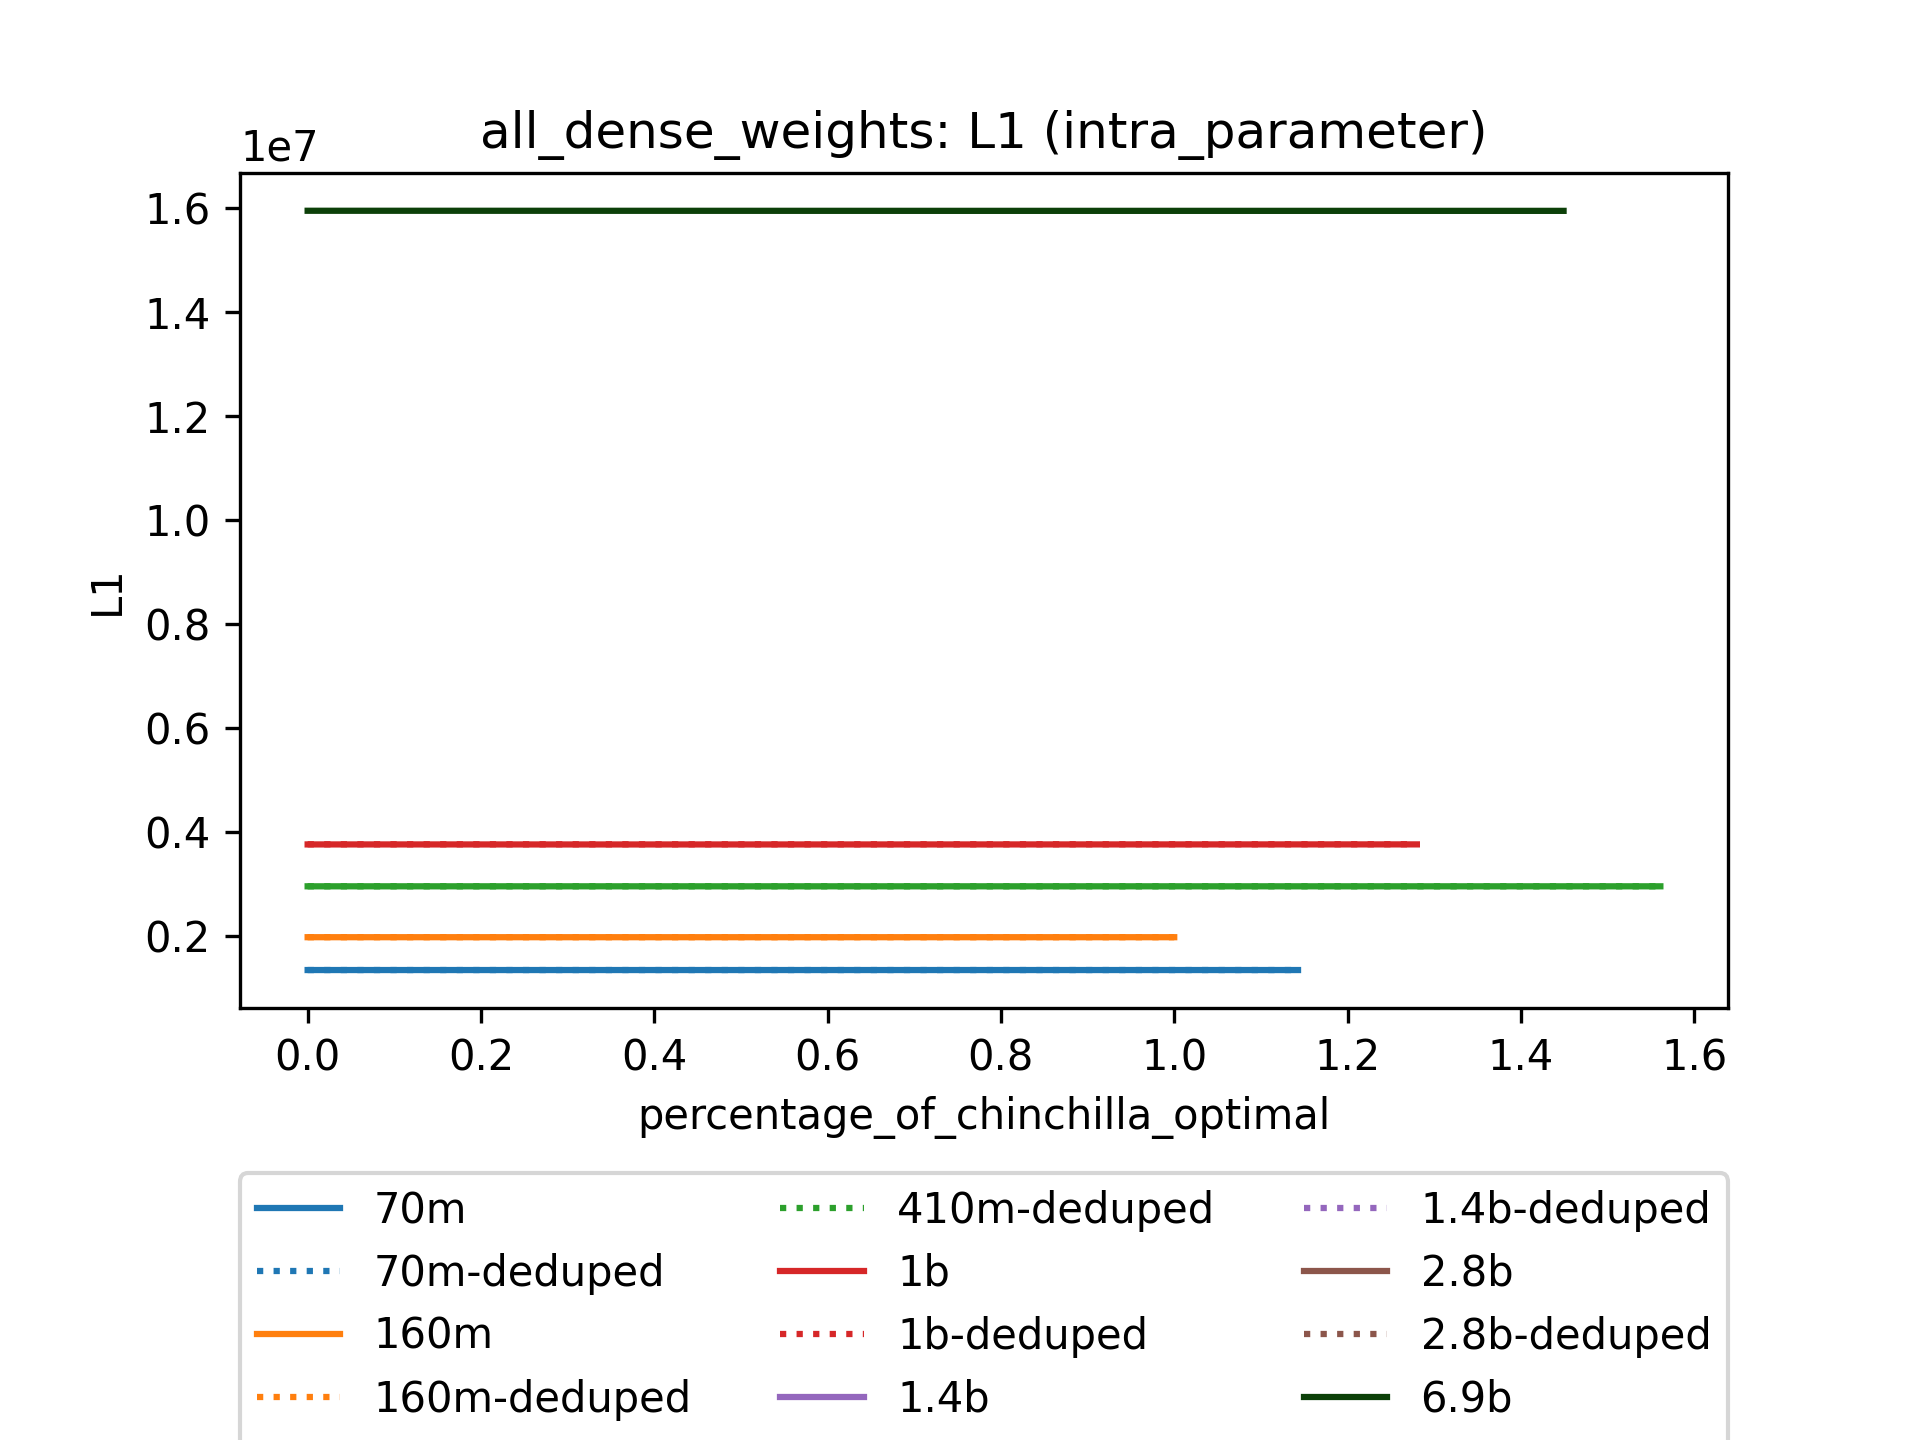 all_dense_weights: L1 (intra_parameter)
1e7
1.6
1.4
1.2
1.0
0.8
0.6
0.4
0.2
L1
0.0 0.2 0.4 0.6 0.8 1.0 1.2 1.4 1.6
percentage_of_chinchilla_optimal
70m
70m-deduped
160m
160m-deduped
410m-deduped
1b
1b-deduped
1.4b
1.4b-deduped
2.8b
2.8b-deduped
6.9b